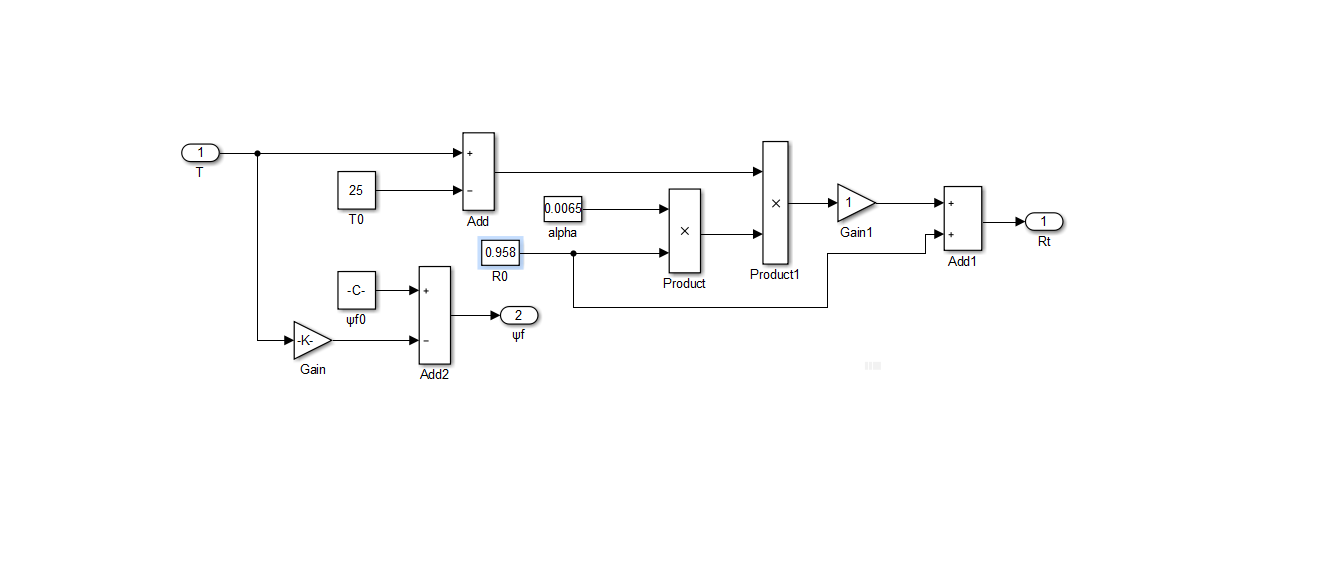 1
T
25
T0
+
−
Add
0.0065
alpha
0.958
R0
×
Product
×
Product1
1
Gain1
+
+
Add1
1
Rt
-C-
ψf0
-K-
Gain
+
−
Add2
2
ψf